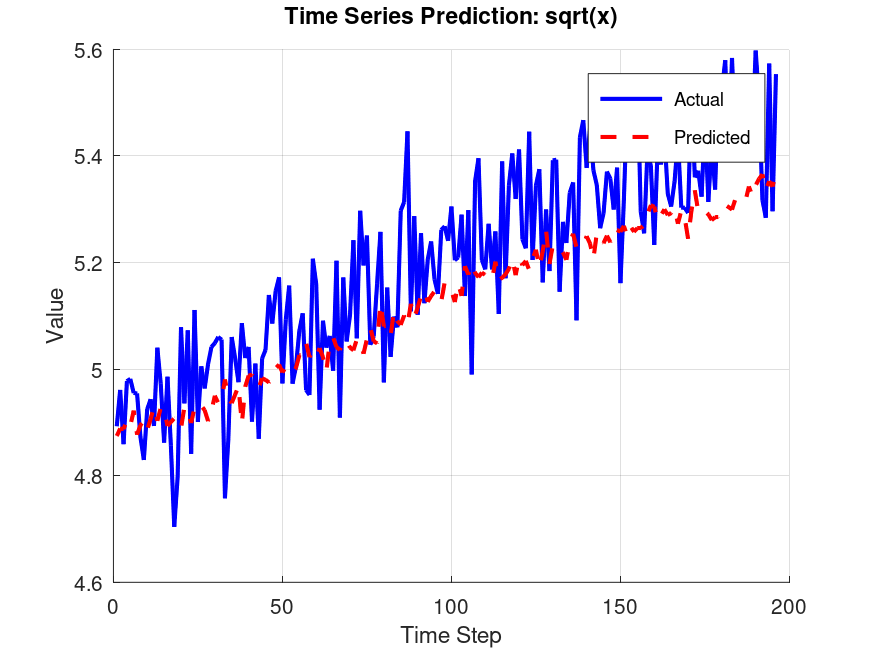 Time Series Prediction: sqrt(x)
5.6
5.4
5.2
5
4.8
4.6
Value
Actual
Predicted
0
50
100
150
200
Time Step